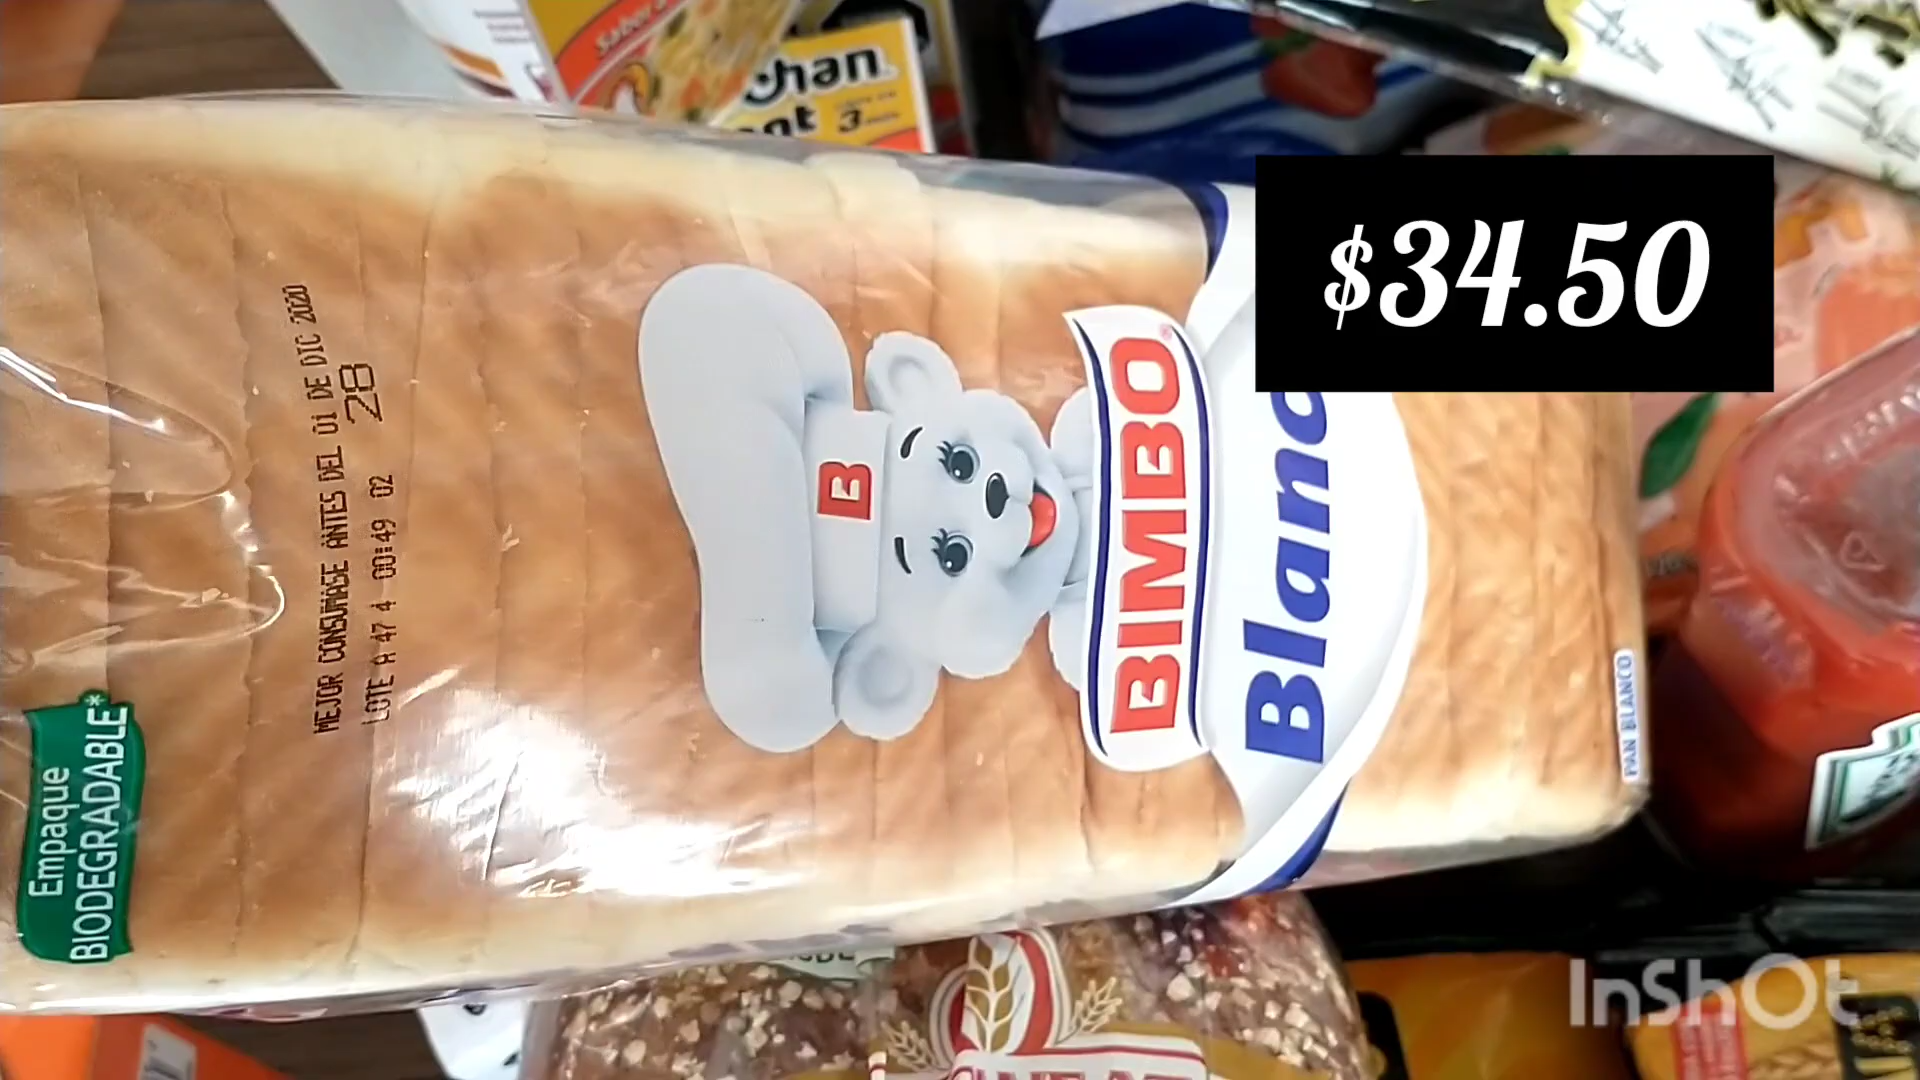 Sabor
chan
3
$34.50
BIMBO®
Blanc
B
PAN BLANCO
MEJOR CONSUMASE ANTES DEL 01 DE DIC 2020
28
LOTE A 47 4 00:49 02
Empaque
BIODEGRADABLE*
InShOt